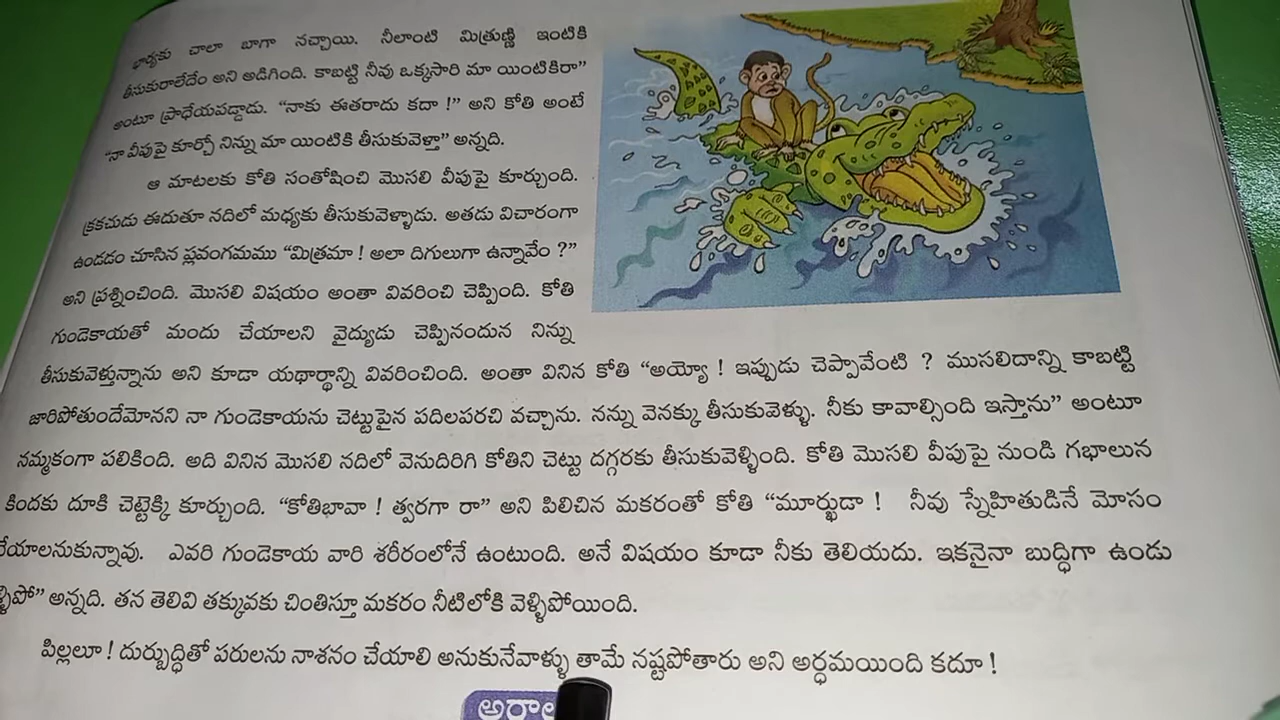 భార్యకు చాలా బాగా నచ్చాయి. నీలాంటి మిత్రుణ్ణి ఇంటికి
తీసుకురాలేదేం అని అడిగింది. కాబట్టి నీవు ఒక్కసారి మా యింటికిరా”
అంటూ ప్రాధేయపడ్డాడు. “నాకు ఈతరాదు కదా !” అని కోతి అంటే
“నా వీపుపై కూర్చో నిన్ను మా యింటికి తీసుకువెళ్తా” అన్నది.
ఆ మాటలకు కోతి సంతోషించి మొసలి వీపుపై కూర్చుంది.
క్రకచుడు ఈదుతూ నదిలో మధ్యకు తీసుకువెళ్ళాడు. అతడు విచారంగా
ఉండడం చూసిన ప్లవంగమము “మిత్రమా ! అలా దిగులుగా ఉన్నావేం ?”
అని ప్రశ్నించింది. మొసలి విషయం అంతా వివరించి చెప్పింది. కోతి
గుండెకాయతో మందు చేయాలని వైద్యుడు చెప్పినందున నిన్ను
తీసుకువెళ్తున్నాను అని కూడా యథార్థాన్ని వివరించింది. అంతా వినిన కోతి “అయ్యో ! ఇప్పుడు చెప్పావేంటి ? ముసలిదాన్ని కాబట్టి
జారిపోతుందేమోనని నా గుండెకాయను చెట్టుపైన పదిలపరచి వచ్చాను. నన్ను వెనక్కు తీసుకువెళ్ళు. నీకు కావాల్సింది ఇస్తాను” అంటూ
నమ్మకంగా పలికింది. అది వినిన మొసలి నదిలో వెనుదిరిగి కోతిని చెట్టు దగ్గరకు తీసుకువెళ్ళింది. కోతి మొసలి వీపుపై నుండి గభాలున
కిందకు దూకి చెట్టెక్కి కూర్చుంది. “కోతిభావా ! త్వరగా రా” అని పిలిచిన మకరంతో కోతి “మూర్ఖుడా ! నీవు స్నేహితుడినే మోసం
చేయాలనుకున్నావు. ఎవరి గుండెకాయ వారి శరీరంలోనే ఉంటుంది. అనే విషయం కూడా నీకు తెలియదు. ఇకనైనా బుద్ధిగా ఉండు
అన్నది. తన తెలివి తక్కువకు చింతిస్తూ మకరం నీటిలోకి వెళ్ళిపోయింది.
పిల్లలూ ! దుర్బుద్ధితో పరులను నాశనం చేయాలి అనుకునేవాళ్ళు తామే నష్టపోతారు అని అర్ధమయింది కదూ !